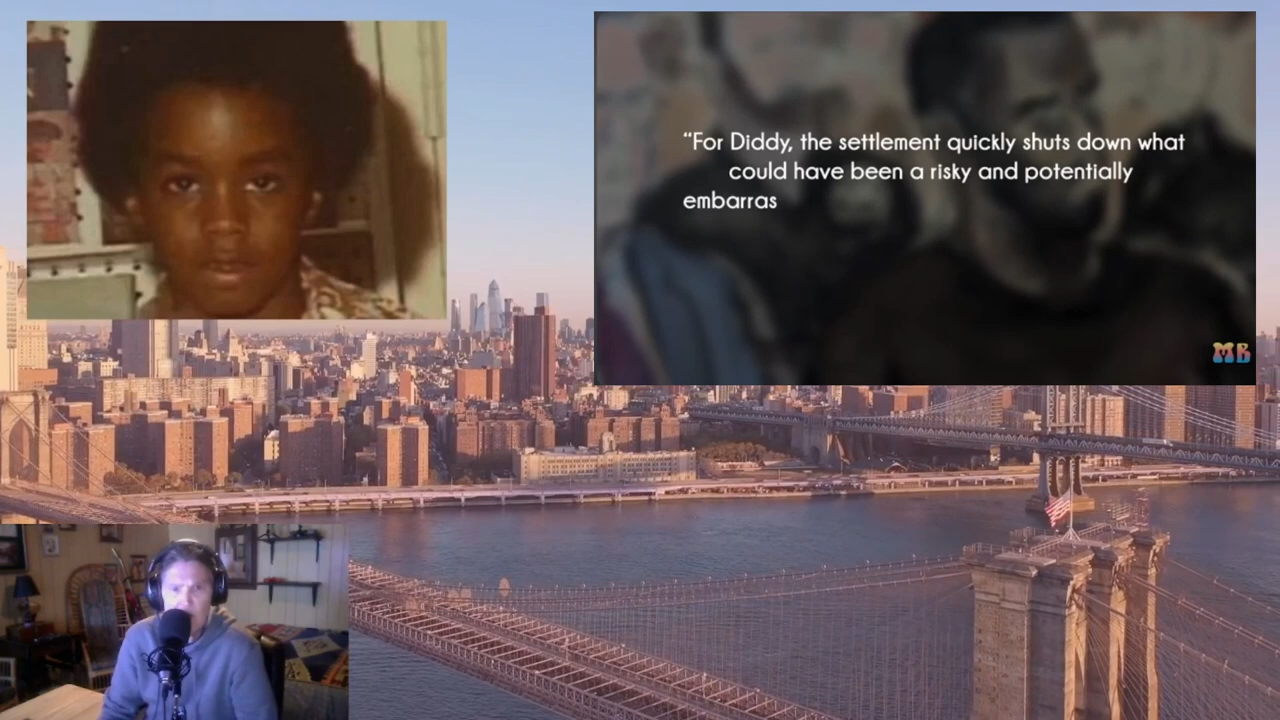 “For Diddy, the settlement quickly shuts down what
could have been a risky and potentially
embarras
MB